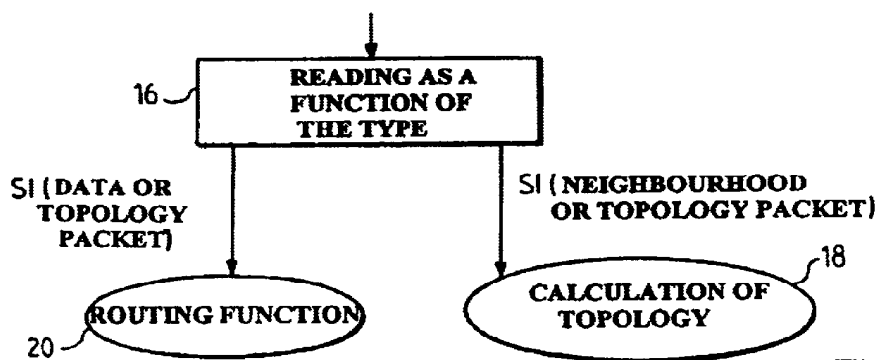 READING AS A
FUNCTION OF
THE TYPE
16
SI (DATA OR
TOPOLOGY
PACKET)
SI (NEIGHBOURHOOD
OR TOPOLOGY PACKET)
18
ROUTING FUNCTION
CALCULATION OF
TOPOLOGY
20